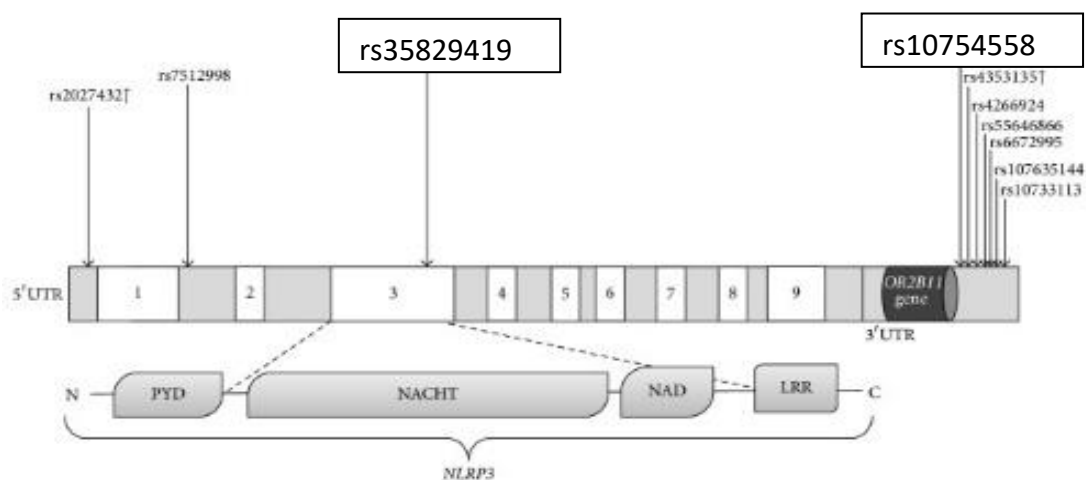 rs35829419
rs10754558
rs7512998
rs2027432↑
rs4353135↑
rs4266924
rs55646866
rs6672995
rs107635144
rs10733113
5'UTR
1
2
3
4
5
6
7
8
9
OR2B11
gene
3'UTR
N
PYD
NACHT
NAD
LRR
C
NLRP3